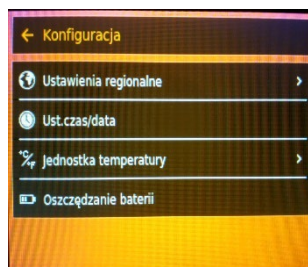 Konfiguracja
Ustawienia regionalne
Ust.czas/data
°C/°F Jednostka temperatury
Oszczędzanie baterii